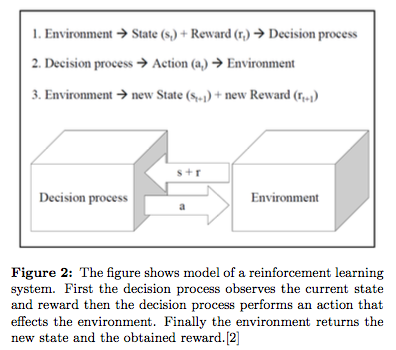 1. Environment → State (sₜ) + Reward (rₜ) → Decision process
2. Decision process → Action (aₜ) → Environment
3. Environment → new State (sₜ₊₁) + new Reward (rₜ₊₁)
s + r
Decision process
a
Environment
Figure 2: The figure shows model of a reinforcement learning
system. First the decision process observes the current state
and reward then the decision process performs an action that
effects the environment. Finally the environment returns the
new state and the obtained reward.[2]